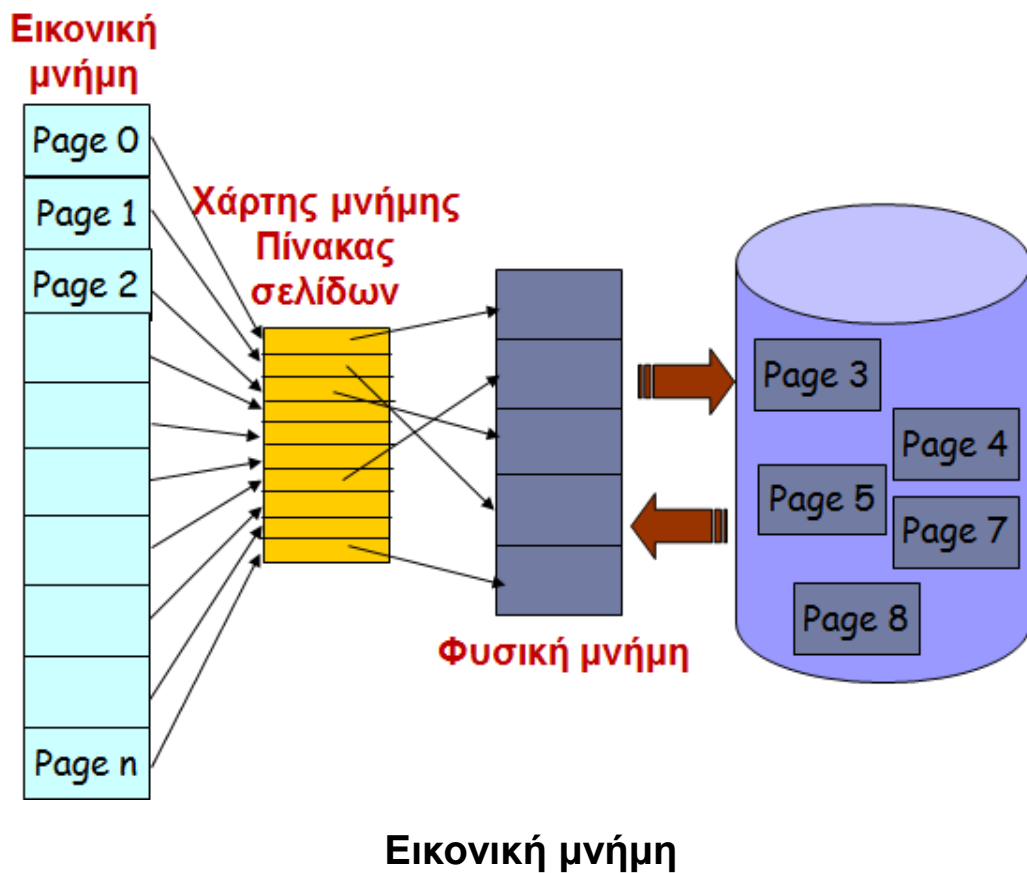 Εικονική
μνήμη
Page 0
Page 1
Page 2
Page n
Χάρτης μνήμης
Πίνακας
σελίδων
Φυσική μνήμη
Page 3
Page 4
Page 5
Page 7
Page 8
Εικονική μνήμη